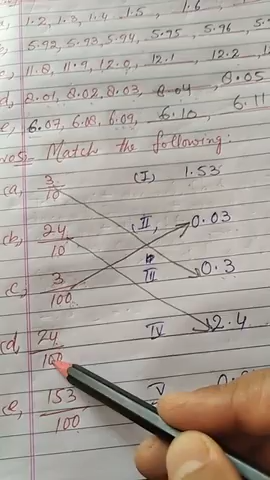 1.2, 1.3, 1.4 1.5, 1.6
5.92, 5.93, 5.94, 5.95, 5.96
11.8, 11.9, 12.0, 12.1, 12.2
d, 8.01, 8.02, 8.03, 8.04, 8.05
e, 6.07, 6.08, 6.09, 6.10, 6.11
Match the following:
(a, 3/10 (I) 1.53
(b, 24/10 II, 0.03
(c, 3/100 III 0.3
(d, 24/100 IV 2.4
(e, 153/100 V